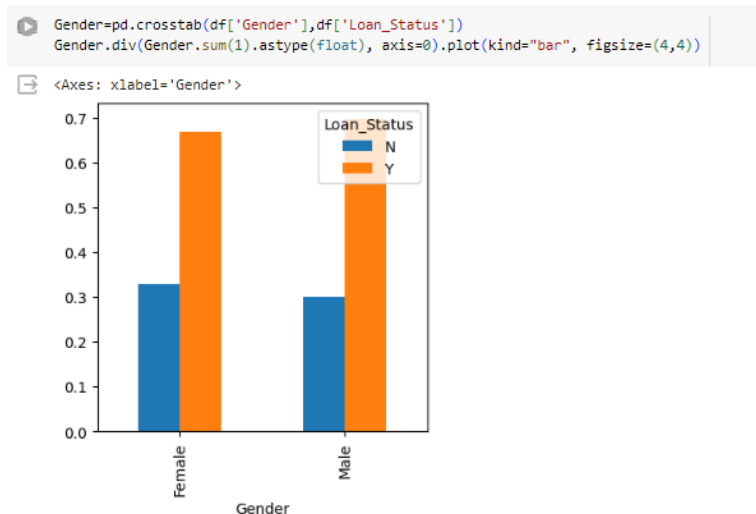 Gender=pd.crosstab(df['Gender'],df['Loan_Status'])
Gender.div(Gender.sum(1).astype(float), axis=0).plot(kind="bar", figsize=(4,4))
<Axes: xlabel='Gender'>
Loan_Status
N
Y
0.7
0.6
0.5
0.4
0.3
0.2
0.1
0.0
Female
Male
Gender